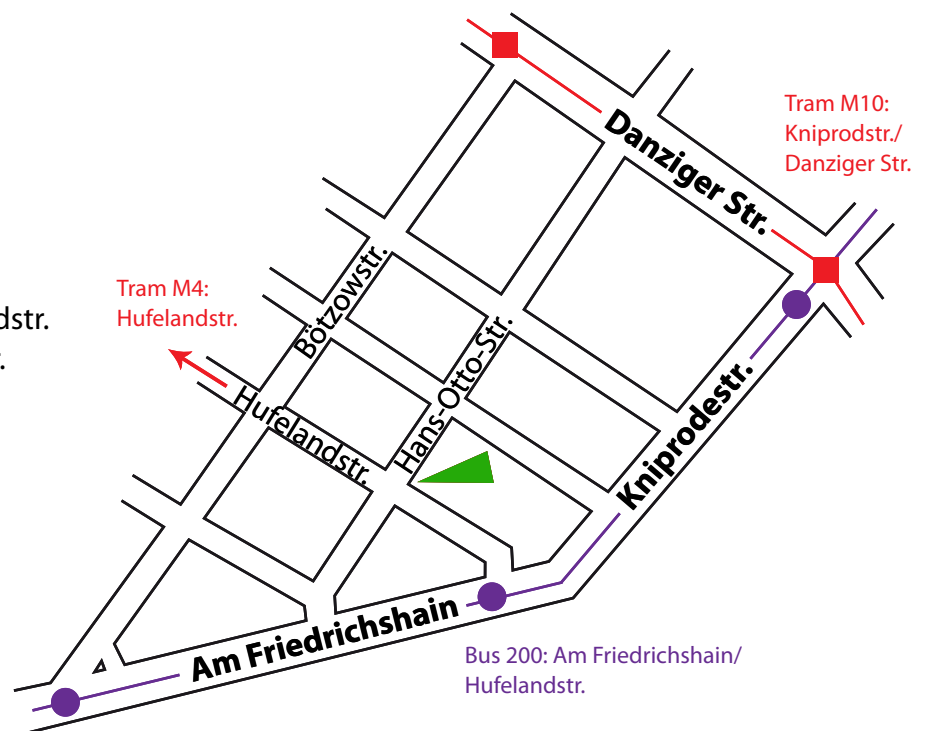 Danziger Str.
Tram M10:
Kniprodstr./
Danziger Str.
Bötzowstr.
Tram M4:
Hufelandstr.
dstr.
.
Hans-Otto-Str.
Hufelandstr.
Kniprodestr.
Am Friedrichshain
Bus 200: Am Friedrichshain/
Hufelandstr.